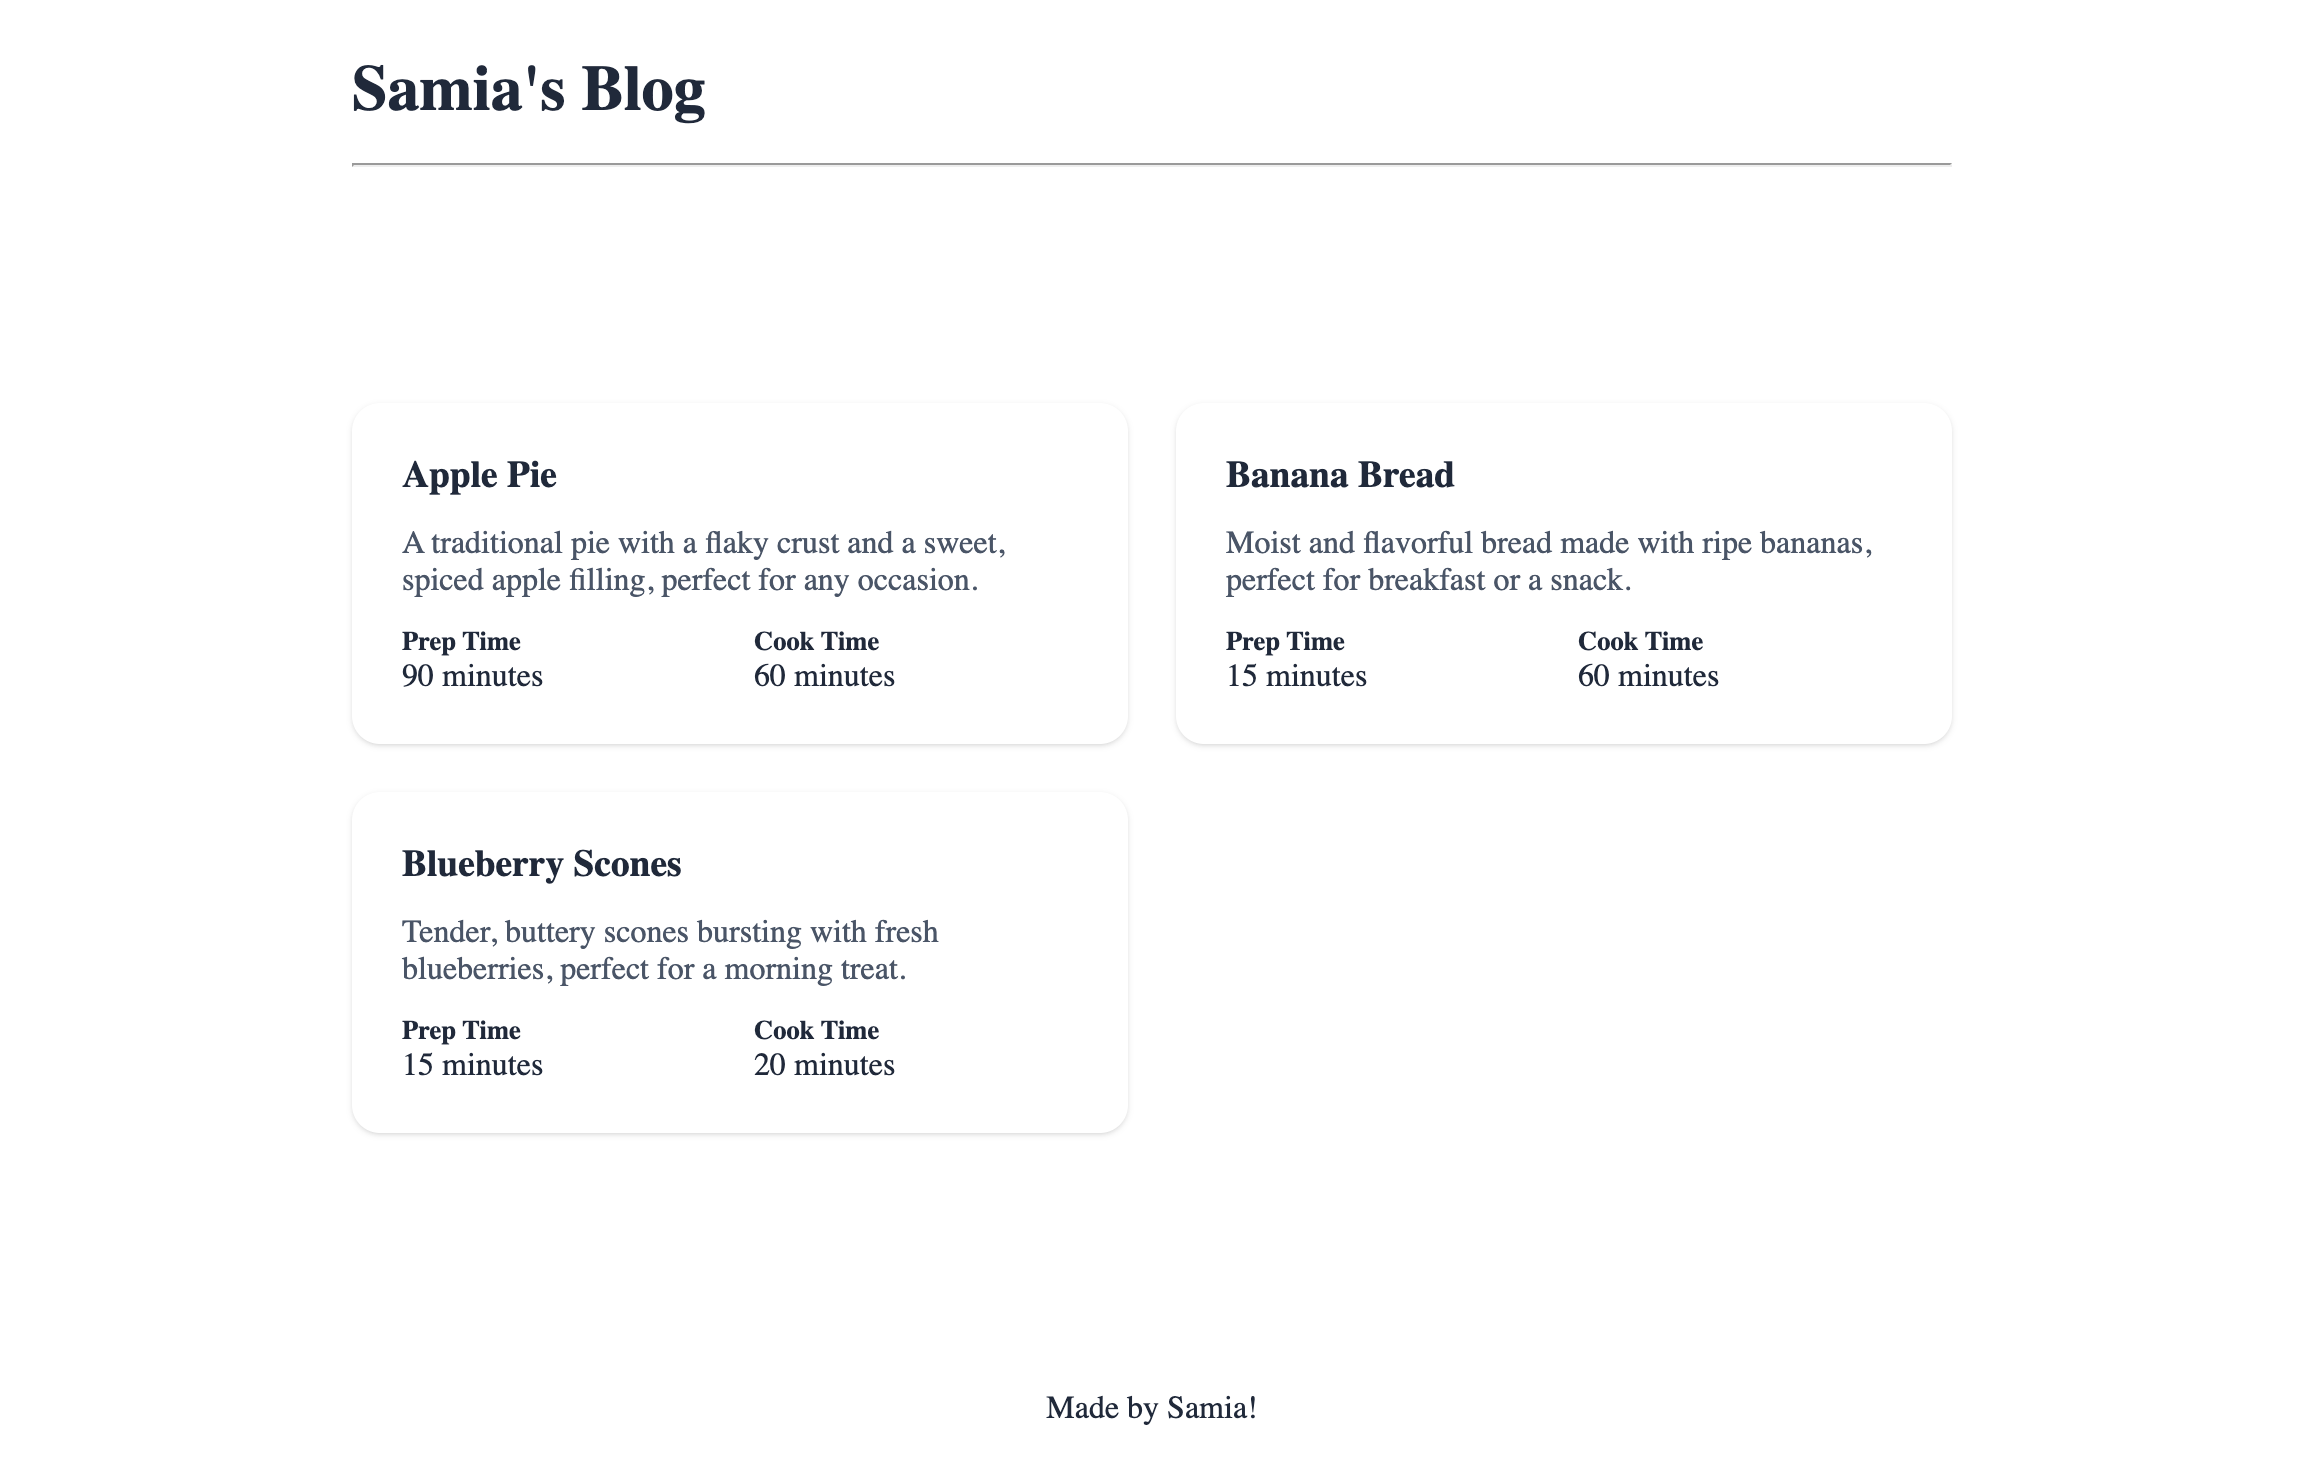 Samia's Blog
Apple Pie
A traditional pie with a flaky crust and a sweet,
spiced apple filling, perfect for any occasion.
Prep Time
90 minutes
Cook Time
60 minutes
Banana Bread
Moist and flavorful bread made with ripe bananas,
perfect for breakfast or a snack.
Prep Time
15 minutes
Cook Time
60 minutes
Blueberry Scones
Tender, buttery scones bursting with fresh
blueberries, perfect for a morning treat.
Prep Time
15 minutes
Cook Time
20 minutes
Made by Samia!